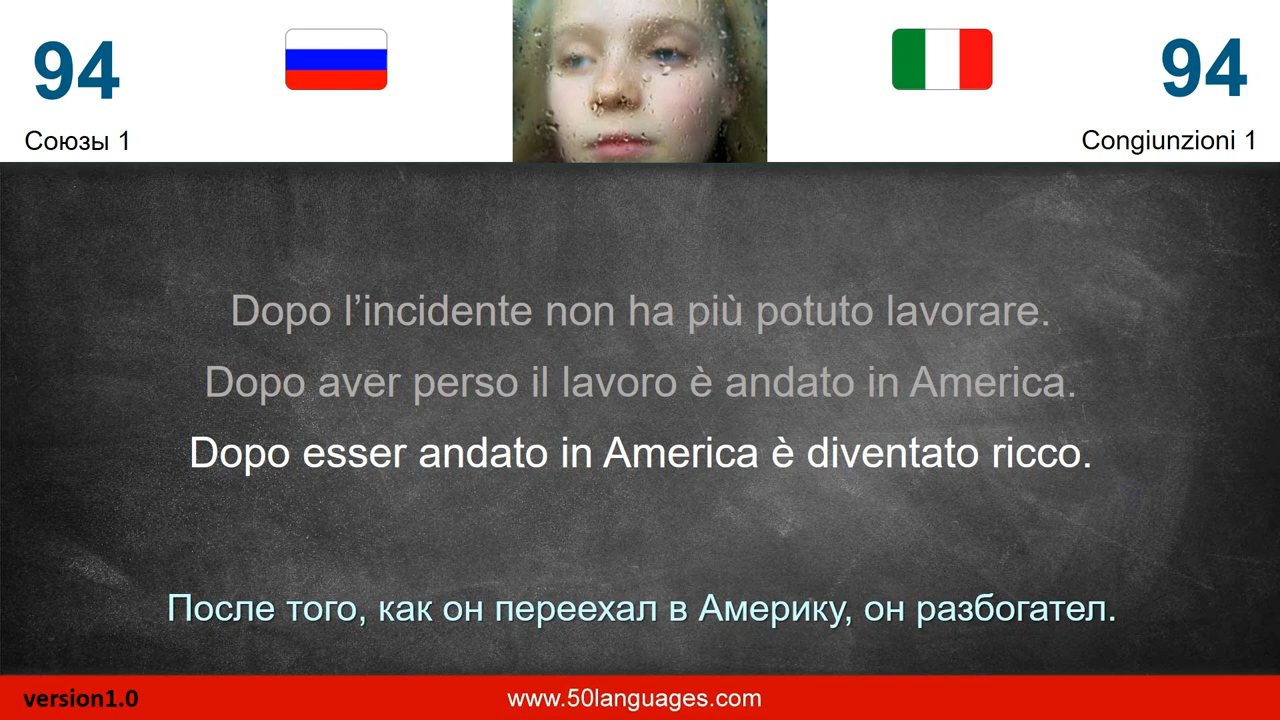 94
94
Союзы 1
Congiunzioni 1
Dopo l’incidente non ha più potuto lavorare.
Dopo aver perso il lavoro è andato in America.
Dopo esser andato in America è diventato ricco.
После того, как он переехал в Америку, он разбогател.
version1.0
www.50languages.com